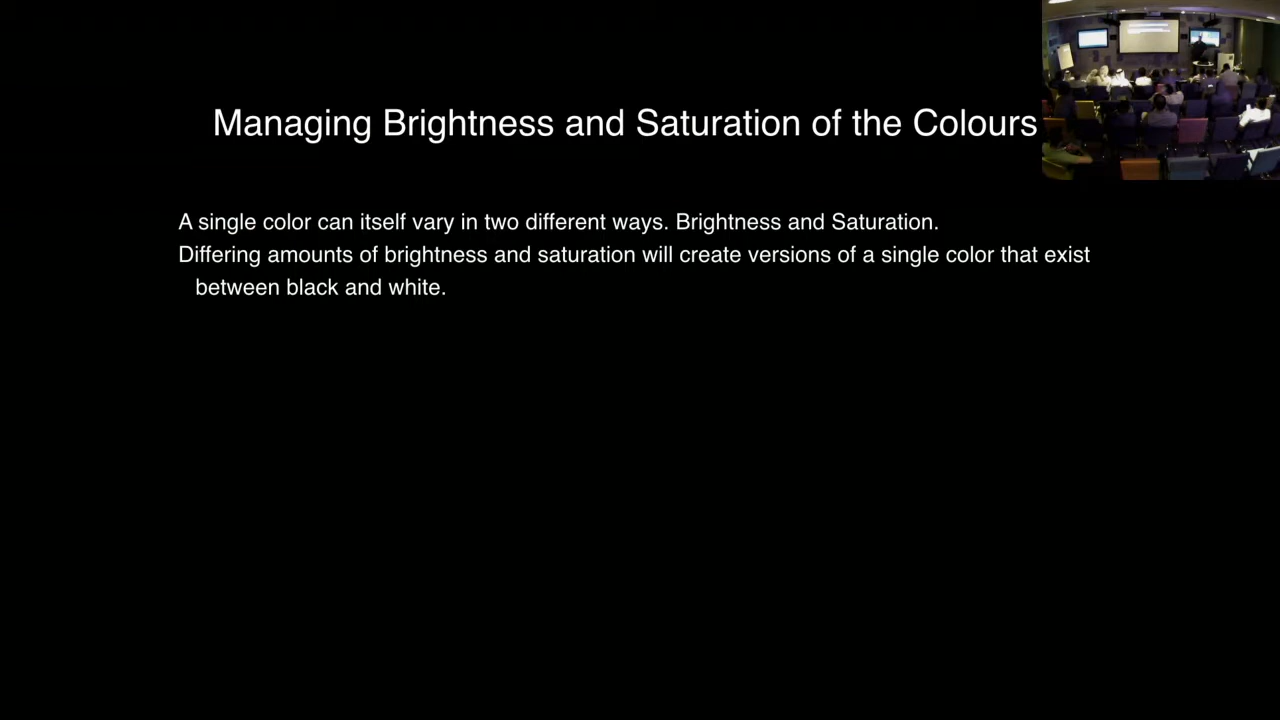 Managing Brightness and Saturation of the Colours
A single color can itself vary in two different ways. Brightness and Saturation.
Differing amounts of brightness and saturation will create versions of a single color that exist
between black and white.